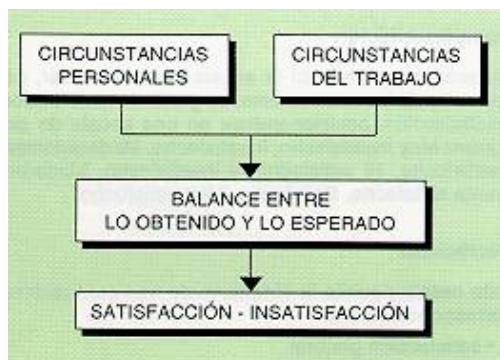 CIRCUNSTANCIAS
PERSONALES
CIRCUNSTANCIAS
DEL TRABAJO
BALANCE ENTRE
LO OBTENIDO Y LO ESPERADO
SATISFACCIÓN - INSATISFACCIÓN